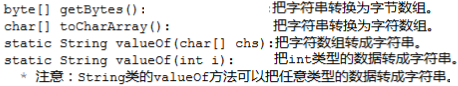 byte[] getBytes():               :把字符串转换为字节数组。
char[] toCharArray():            :把字符串转换为字符数组。
static String valueOf(char[] chs):把字符数组转成字符串。
static String valueOf(int i):     把int类型的数据转成字符串。
* 注意:String类的valueOf方法可以把任意类型的数据转成字符串。